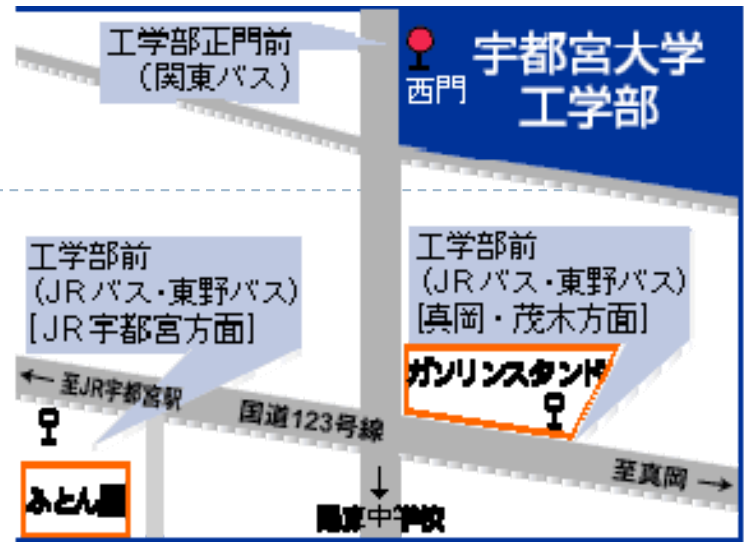 工学部正門前
（関東バス）
西門
宇都宮大学
工学部
工学部前
（JRバス・東野バス）
[JR宇都宮方面]
工学部前
（JRバス・東野バス）
[真岡・茂木方面]
ガソリンスタンド
← 至JR宇都宮駅
国道123号線
至真岡 →
ふとん
↓
陽東中学校